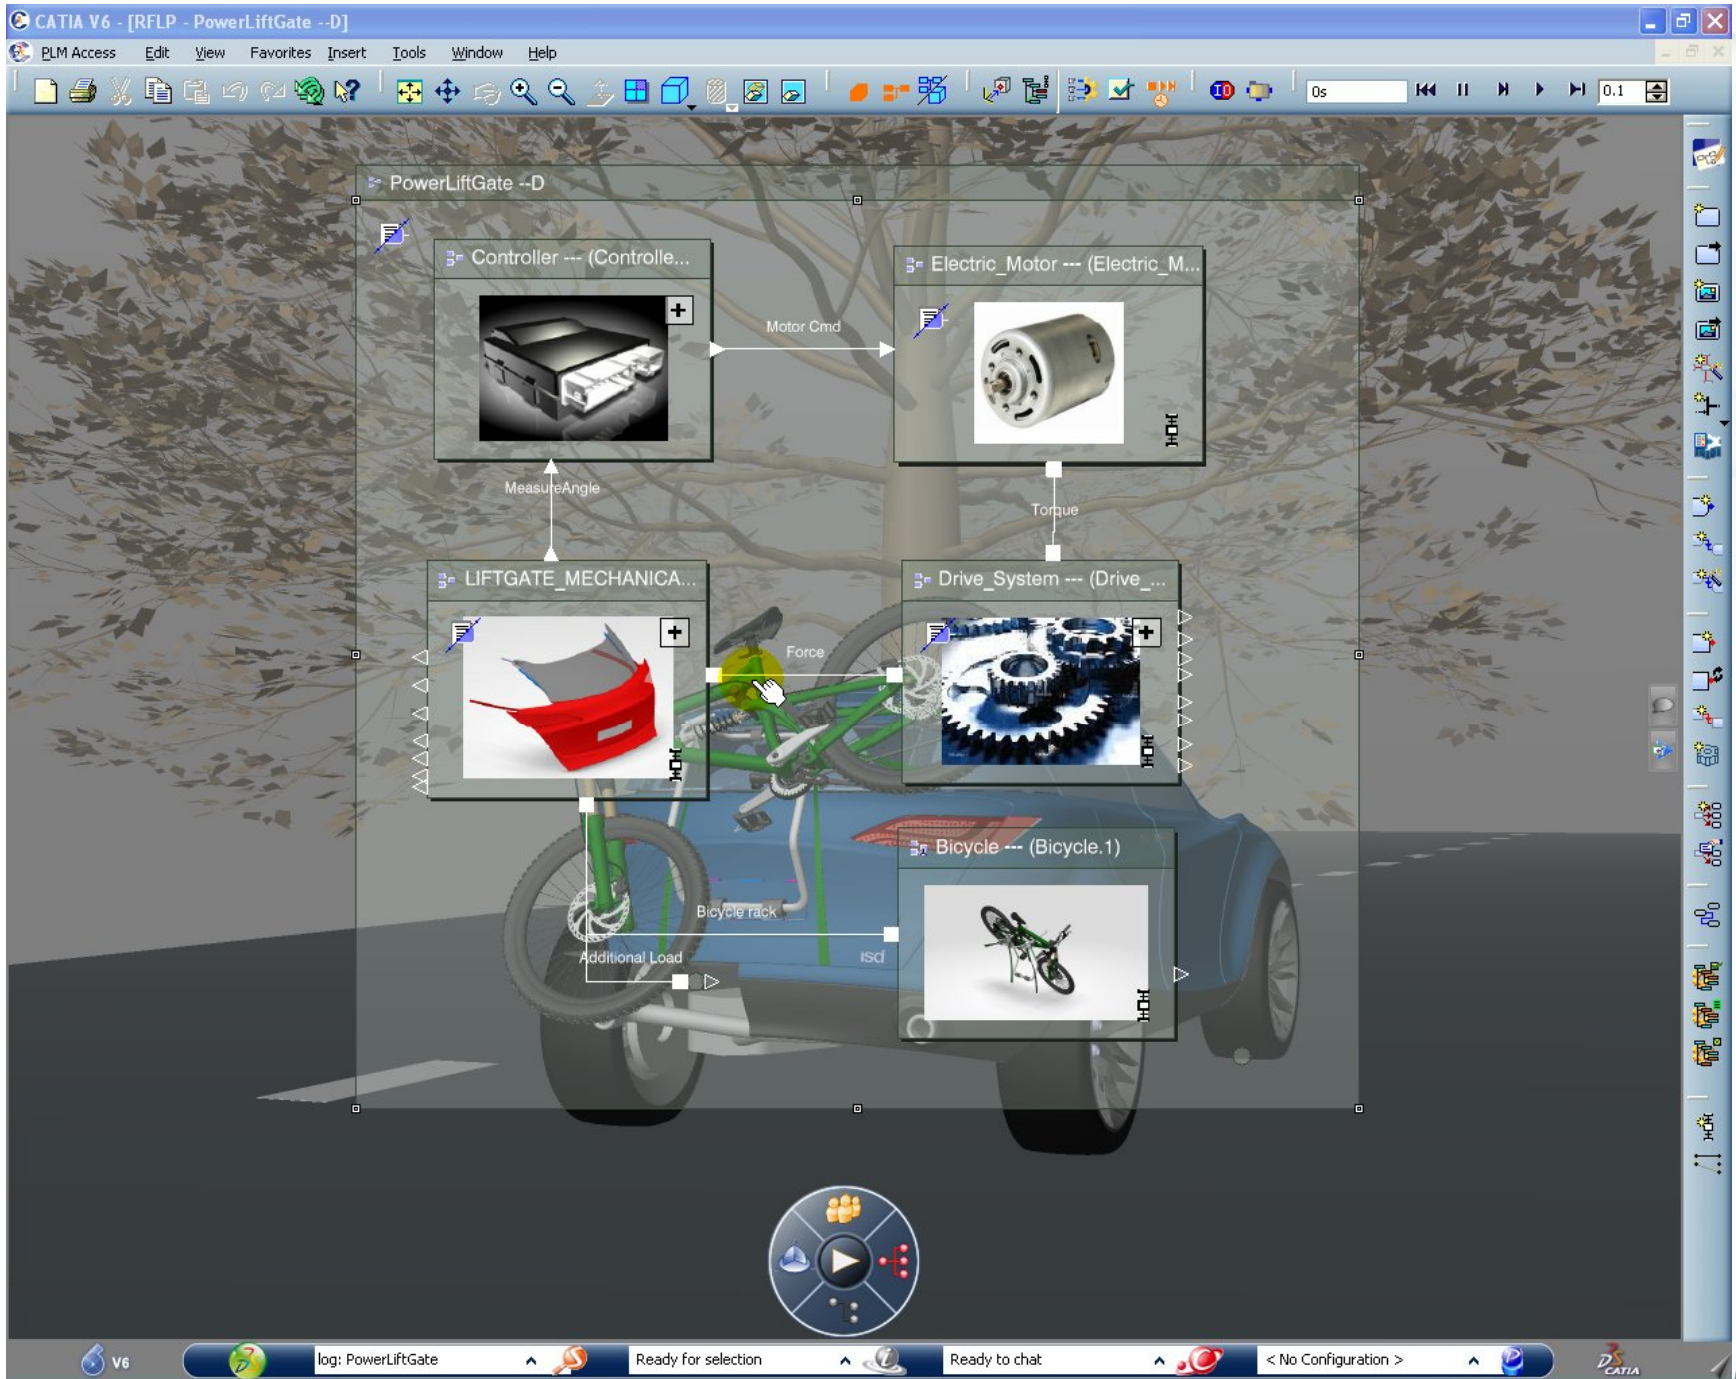 CATIA V6 - [RFLP - PowerLiftGate --D]
PLM Access Edit View Favorites Insert Tools Window Help
0s
0.1
PowerLiftGate --D
Controller --- (Controlle...
Electric_Motor --- (Electric_M...
Motor Cmd
MeasureAngle
Torque
LIFTGATE_MECHANICA...
Drive_System --- (Drive_...
Force
Bicycle --- (Bicycle.1)
Bicycle rack
Additional Load
V6
log: PowerLiftGate
Ready for selection
Ready to chat
< No Configuration >
CATIA